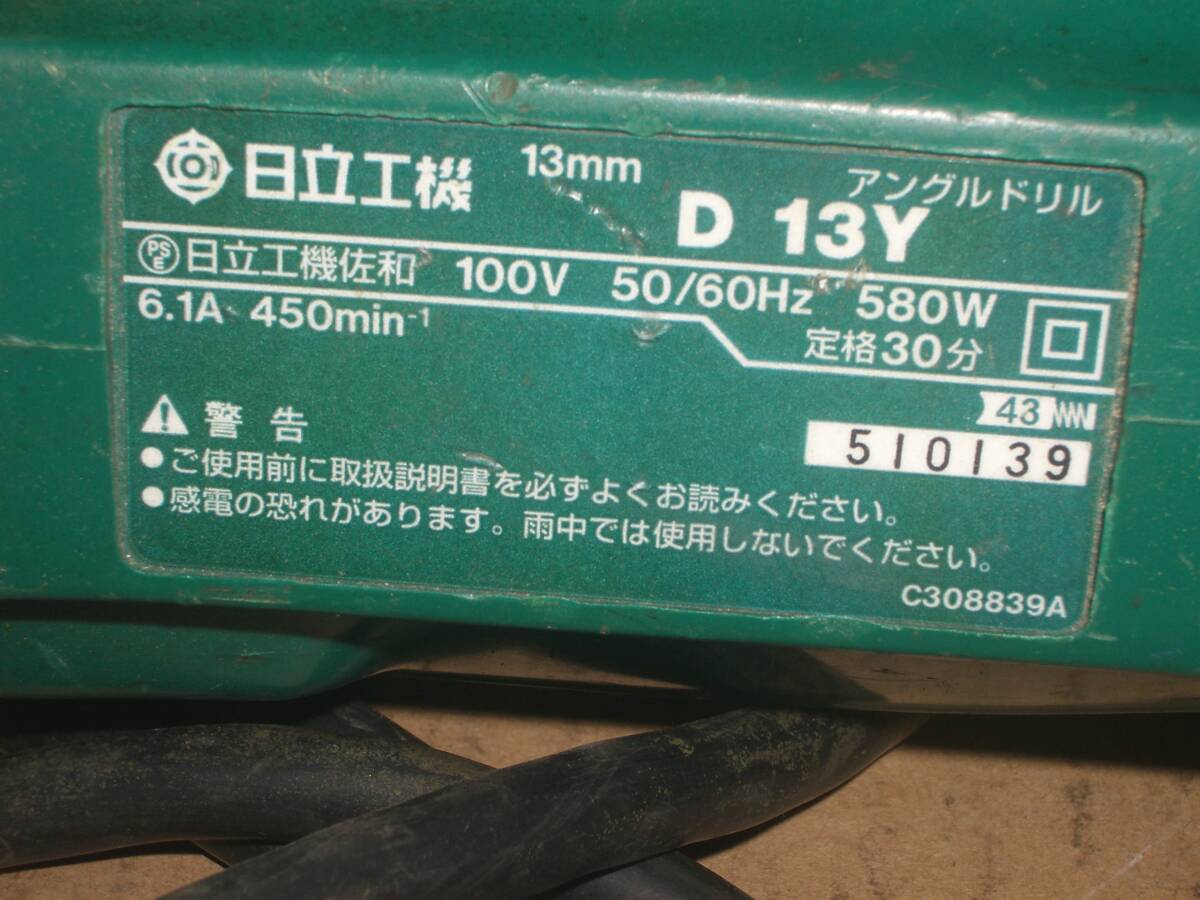 日立工機 13mm アングルドリル
D 13Y
PSE 日立工機佐和 100V 50/60Hz 580W
6.1A 450min-1 定格30分
43
510139
警告
●ご使用前に取扱説明書を必ずよくお読みください。
●感電の恐れがあります。雨中では使用しないでください。
C308839A